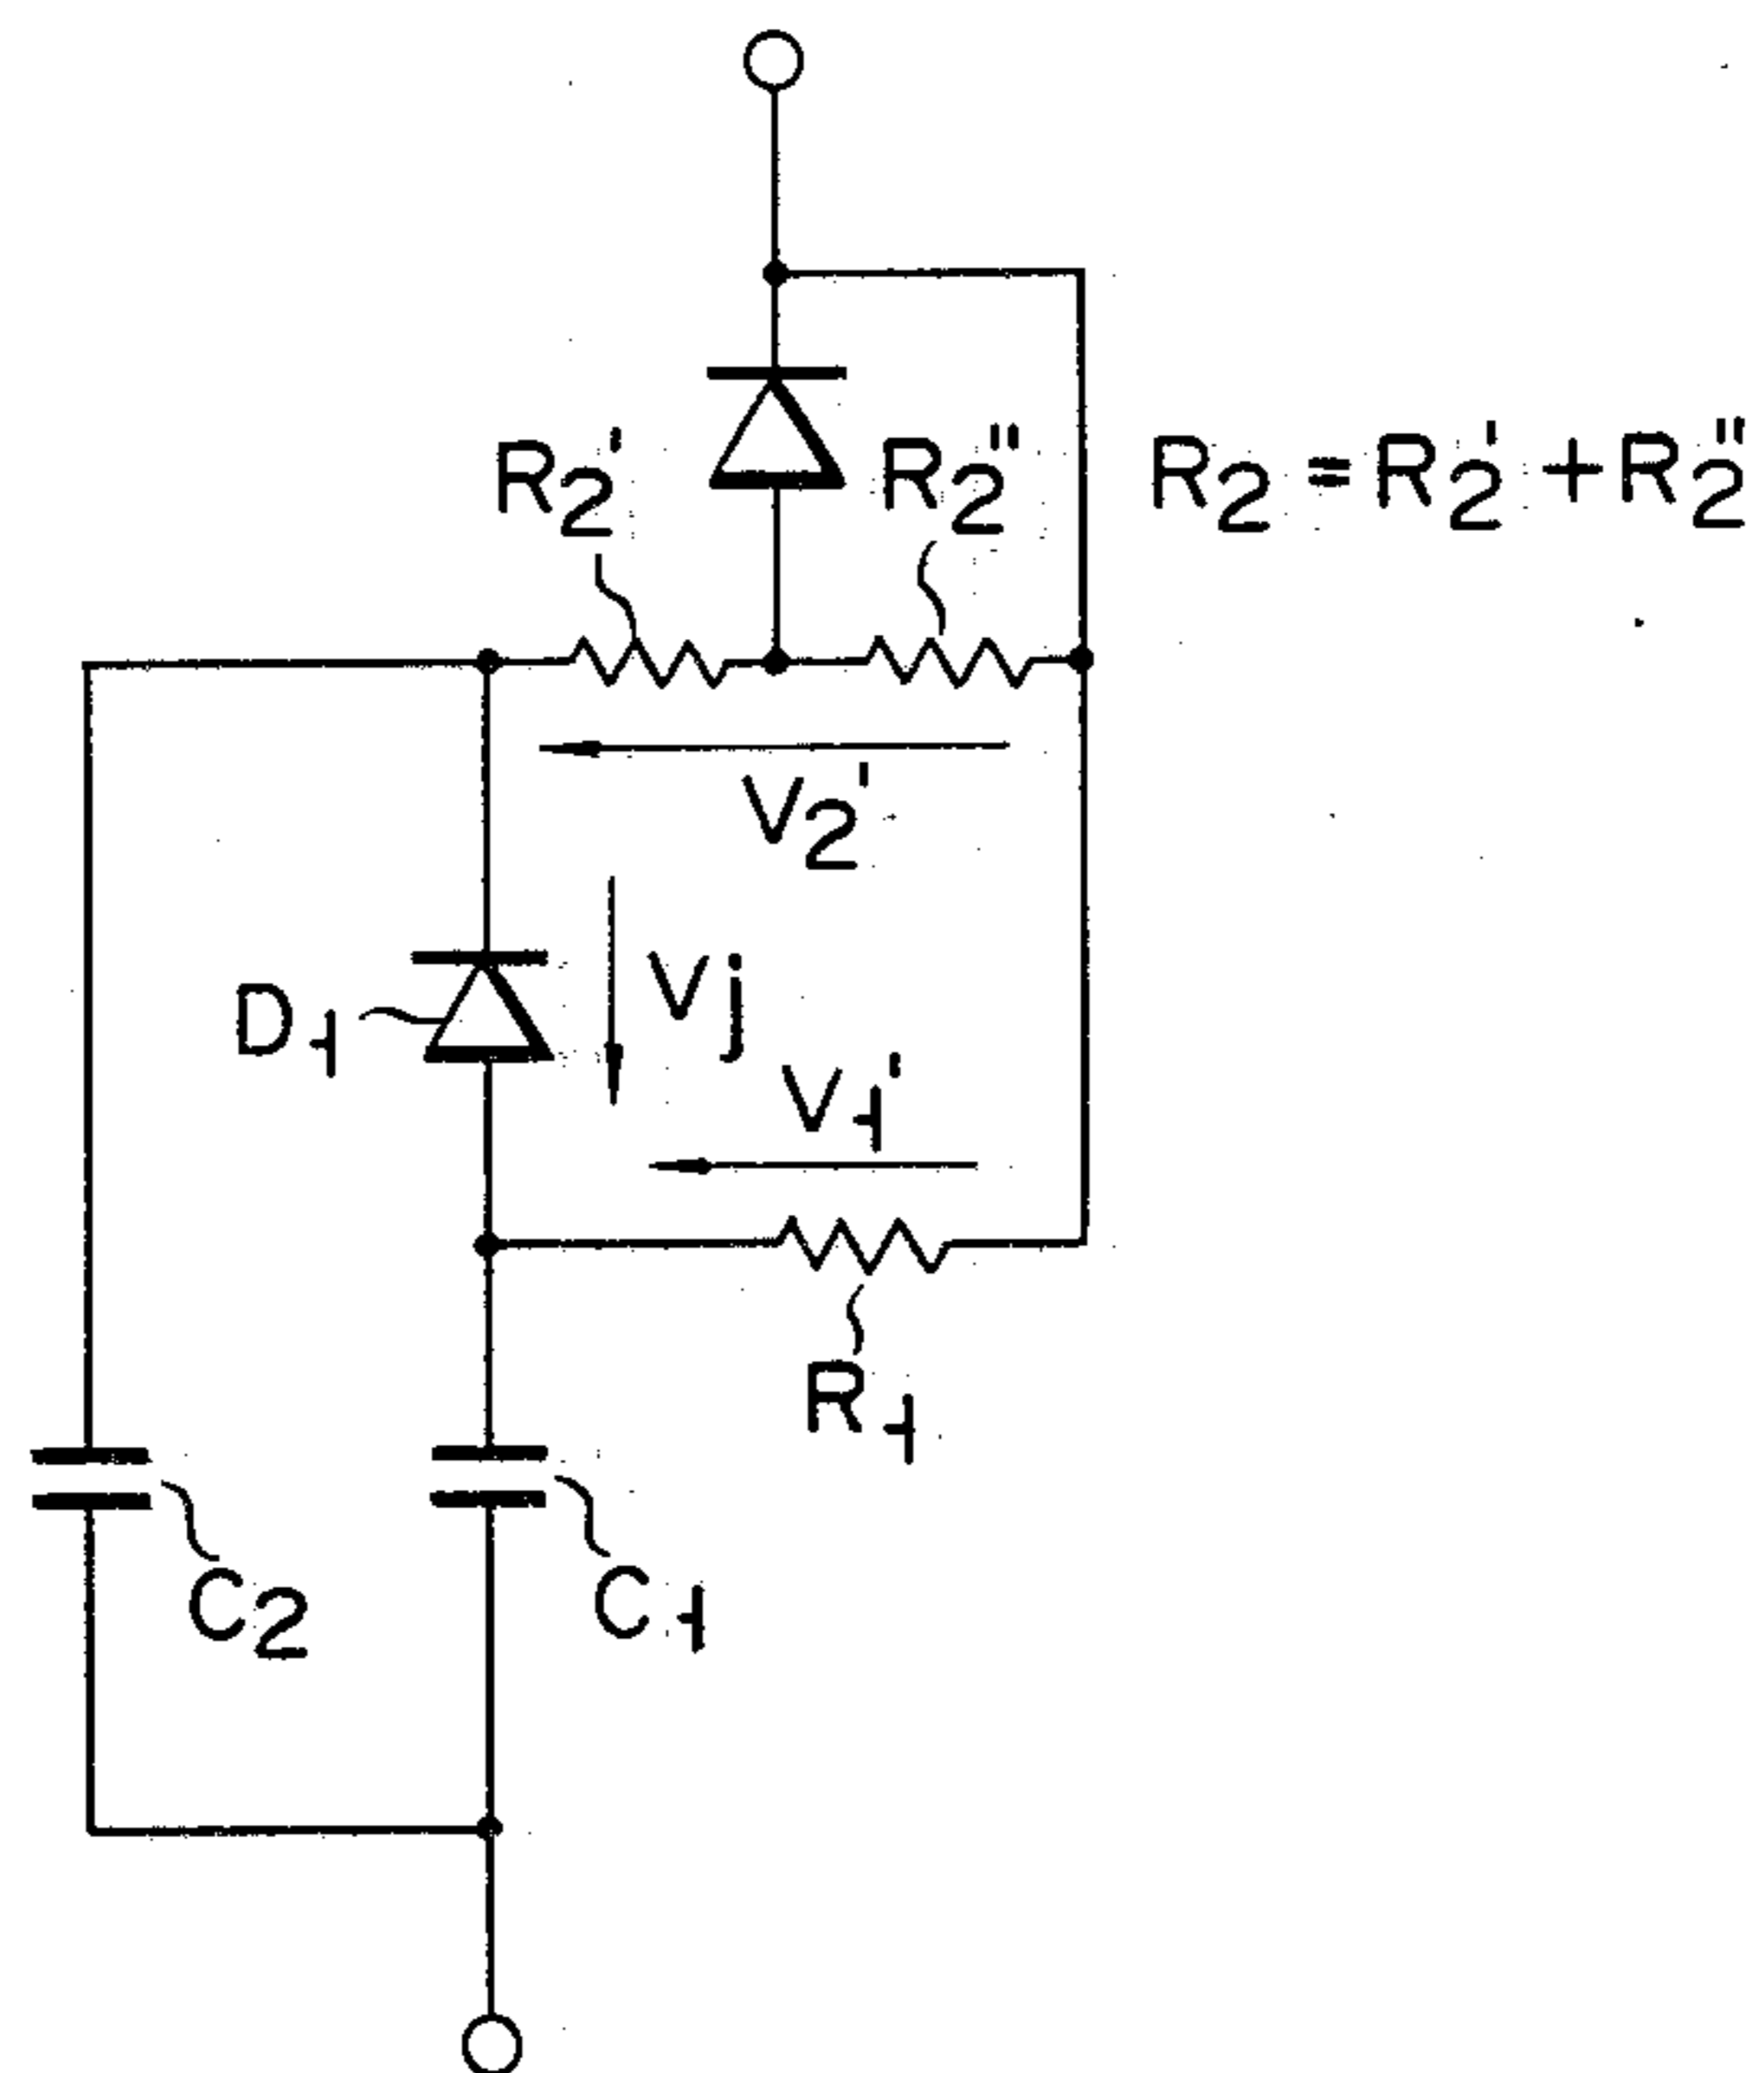 R2' R2" R2 = R2' + R2"
V2'
D1 Vj
V1'
R1
C2 C1